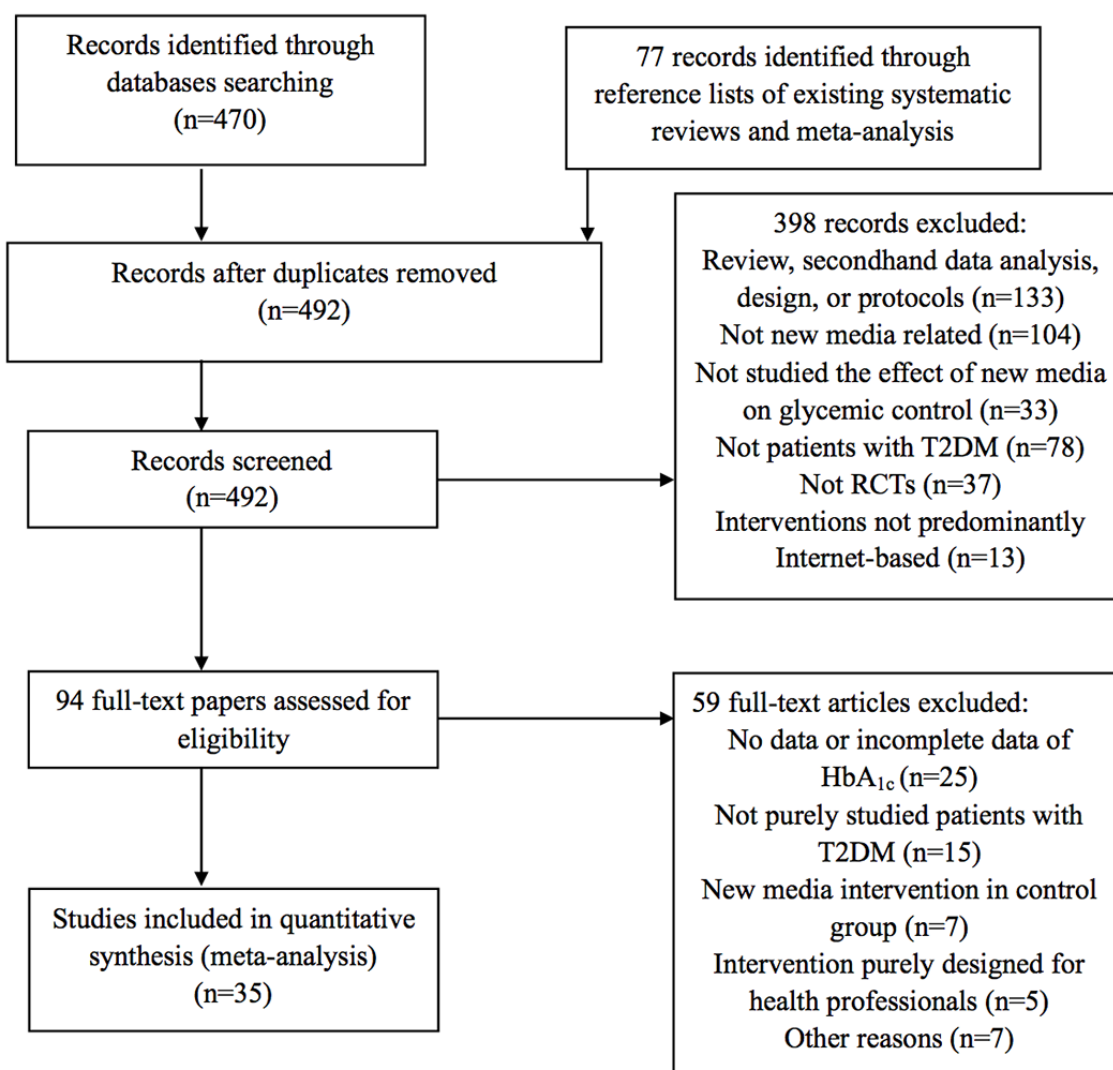 Records identified through
databases searching
(n=470)
77 records identified through
reference lists of existing systematic
reviews and meta-analysis
Records after duplicates removed
(n=492)
398 records excluded:
Review, secondhand data analysis,
design, or protocols (n=133)
Not new media related (n=104)
Not studied the effect of new media
on glycemic control (n=33)
Not patients with T2DM (n=78)
Not RCTs (n=37)
Interventions not predominantly
Internet-based (n=13)
Records screened
(n=492)
94 full-text papers assessed for
eligibility
59 full-text articles excluded:
No data or incomplete data of
HbA1c (n=25)
Not purely studied patients with
T2DM (n=15)
New media intervention in control
group (n=7)
Intervention purely designed for
health professionals (n=5)
Other reasons (n=7)
Studies included in quantitative
synthesis (meta-analysis)
(n=35)